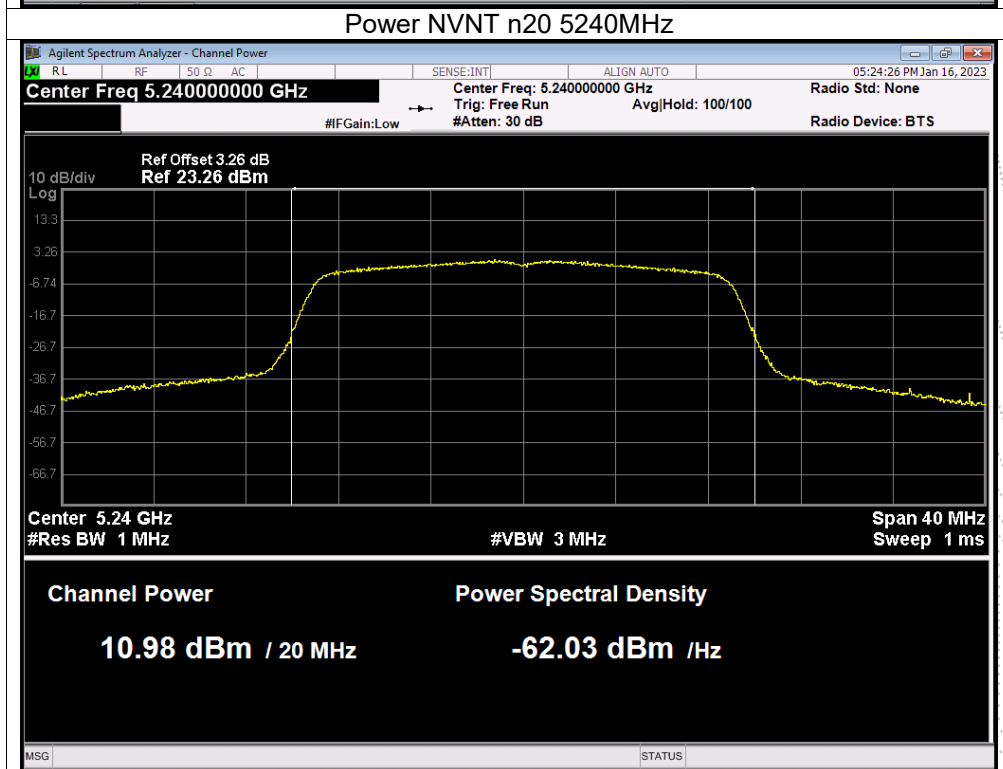 Power NVNT n20 5240MHz
Agilent Spectrum Analyzer - Channel Power
LXI RL RF 50 Ω AC SENSE:INT ALIGN AUTO 05:24:26 PM Jan 16, 2023
Center Freq 5.240000000 GHz Center Freq: 5.240000000 GHz Radio Std: None
Trig: Free Run Avg|Hold: 100/100
#IFGain:Low #Atten: 30 dB Radio Device: BTS
Ref Offset 3.26 dB
10 dB/div Ref 23.26 dBm
Log
13.3
3.26
-6.74
-16.7
-26.7
-36.7
-46.7
-56.7
-66.7
Center 5.24 GHz Span 40 MHz
#Res BW 1 MHz #VBW 3 MHz Sweep 1 ms
Channel Power Power Spectral Density
10.98 dBm / 20 MHz -62.03 dBm /Hz
MSG STATUS